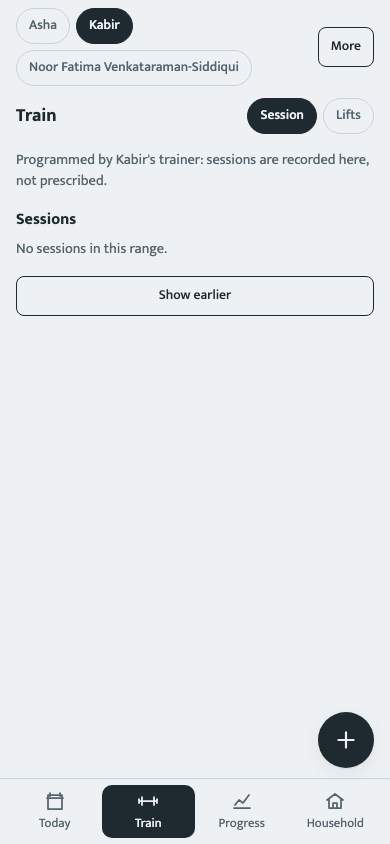 Asha
Kabir
More
Noor Fatima Venkataraman-Siddiqui
Train
Session
Lifts
Programmed by Kabir's trainer: sessions are recorded here,
not prescribed.
Sessions
No sessions in this range.
Show earlier
Today
Train
Progress
Household